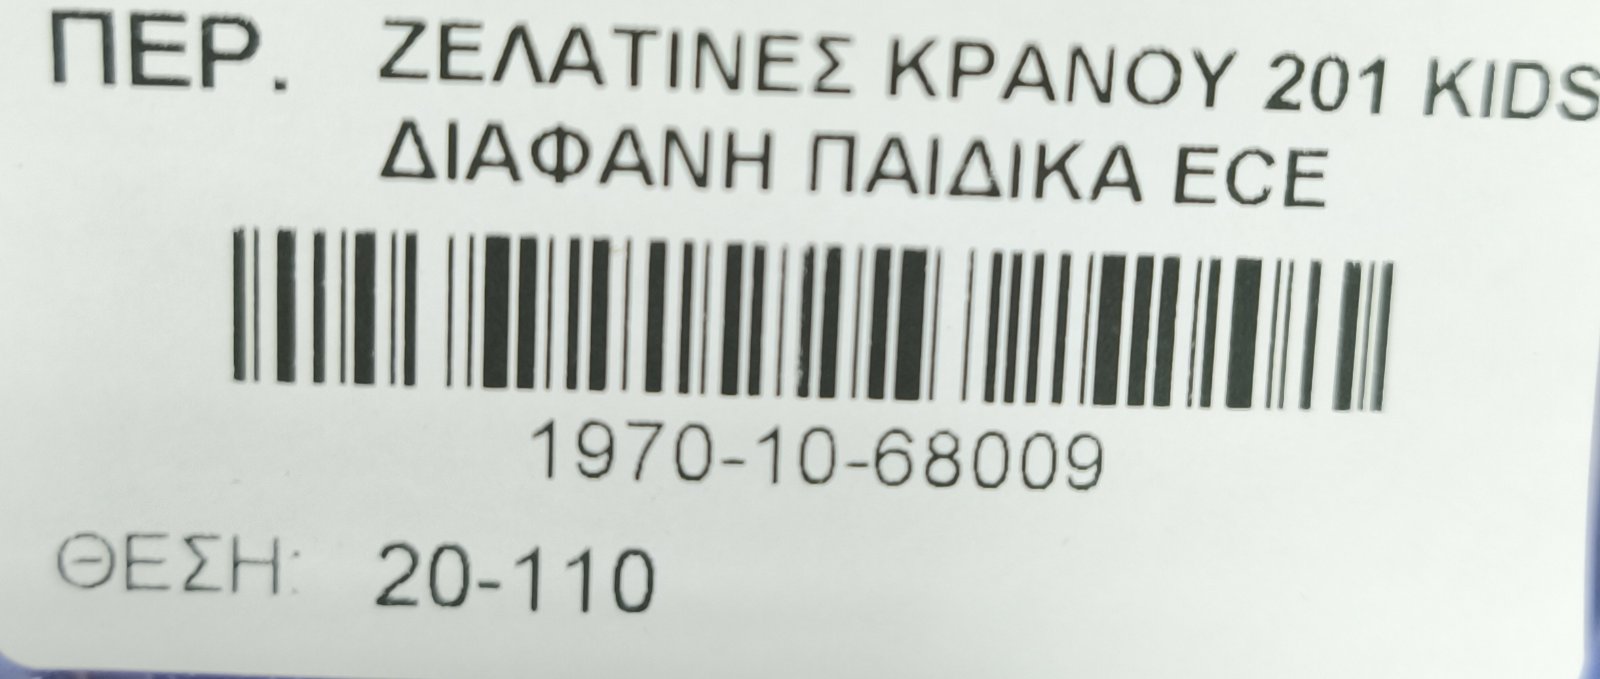 ΠΕΡ. ΖΕΛΑΤΙΝΕΣ ΚΡΑΝΟΥ 201 KIDS
ΔΙΑΦΑΝΗ ΠΑΙΔΙΚΑ ECE
1970-10-68009
ΘΕΣΗ: 20-110